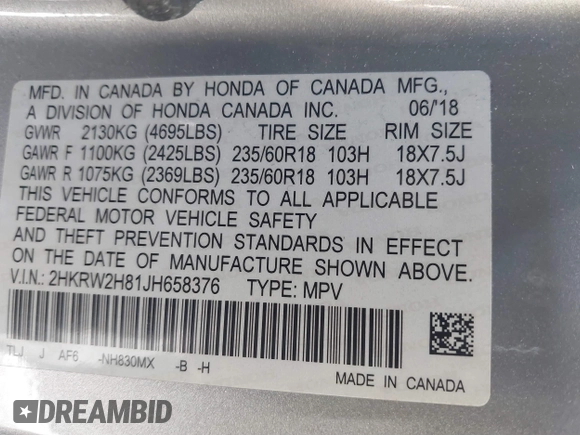 MFD. IN CANADA BY HONDA OF CANADA MFG.,
A DIVISION OF HONDA CANADA INC. 06/'18
GVWR 2130KG (4695LBS) TIRE SIZE RIM SIZE
GAWR F 1100KG (2425LBS) 235/60R18 103H 18X7.5J
GAWR R 1075KG (2369LBS) 235/60R18 103H 18X7.5J
THIS VEHICLE CONFORMS TO ALL APPLICABLE
FEDERAL MOTOR VEHICLE SAFETY
AND THEFT PREVENTION STANDARDS IN EFFECT
ON THE DATE OF MANUFACTURE SHOWN ABOVE.
V.I.N.: 2HKRW2H81JH658376 TYPE: MPV
TLJ J AF6 -NH830MX -B -H
MADE IN CANADA
DREAMBID